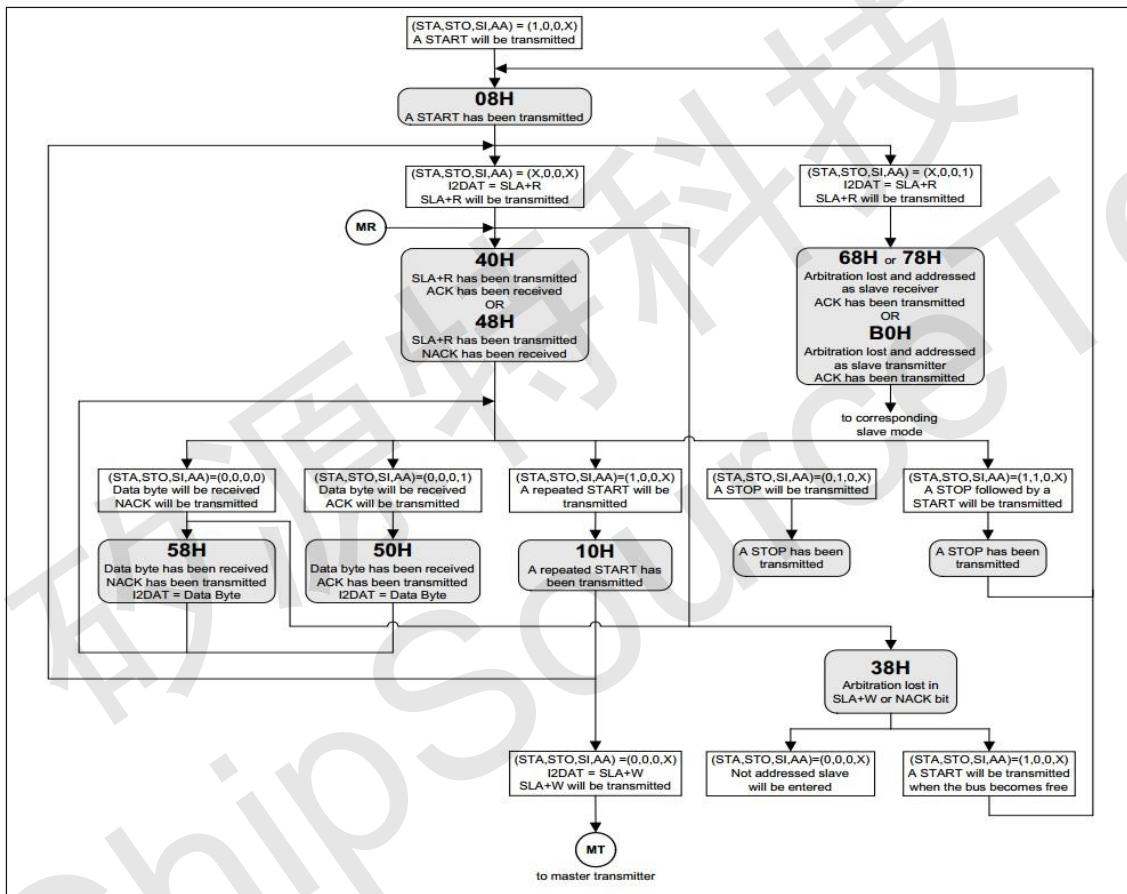 (STA,STO,SI,AA) = (1,0,0,X)
A START will be transmitted
08H
A START has been transmitted
(STA,STO,SI,AA) = (X,0,0,X)
I2DAT = SLA+R
SLA+R will be transmitted
(STA,STO,SI,AA) = (X,0,0,1)
I2DAT = SLA+R
SLA+R will be transmitted
MR
40H
SLA+R has been transmitted
ACK has been received
OR
48H
SLA+R has been transmitted
NACK has been received
68H or 78H
Arbitration lost and addressed
as slave receiver
ACK has been transmitted
OR
B0H
Arbitration lost and addressed
as slave transmitter
ACK has been transmitted
to corresponding
slave mode
(STA,STO,SI,AA)=(0,0,0,0)
Data byte will be received
NACK will be transmitted
(STA,STO,SI,AA)=(0,0,0,1)
Data byte will be received
ACK will be transmitted
(STA,STO,SI,AA)=(1,0,0,X)
A repeated START will be
transmitted
(STA,STO,SI,AA)=(0,1,0,X)
A STOP will be transmitted
(STA,STO,SI,AA)=(1,1,0,X)
A STOP followed by a
START will be transmitted
58H
Data byte has been received
NACK has been transmitted
I2DAT = Data Byte
50H
Data byte has been received
ACK has been transmitted
I2DAT = Data Byte
10H
A repeated START has
been transmitted
A STOP has been
transmitted
A STOP has been
transmitted
38H
Arbitration lost in
SLA+W or NACK bit
(STA,STO,SI,AA) =(0,0,0,X)
I2DAT = SLA+W
SLA+W will be transmitted
(STA,STO,SI,AA)=(0,0,0,X)
Not addressed slave
will be entered
(STA,STO,SI,AA)=(1,0,0,X)
A START will be transmitted
when the bus becomes free
MT
to master transmitter
矽源特科技
ChipSource